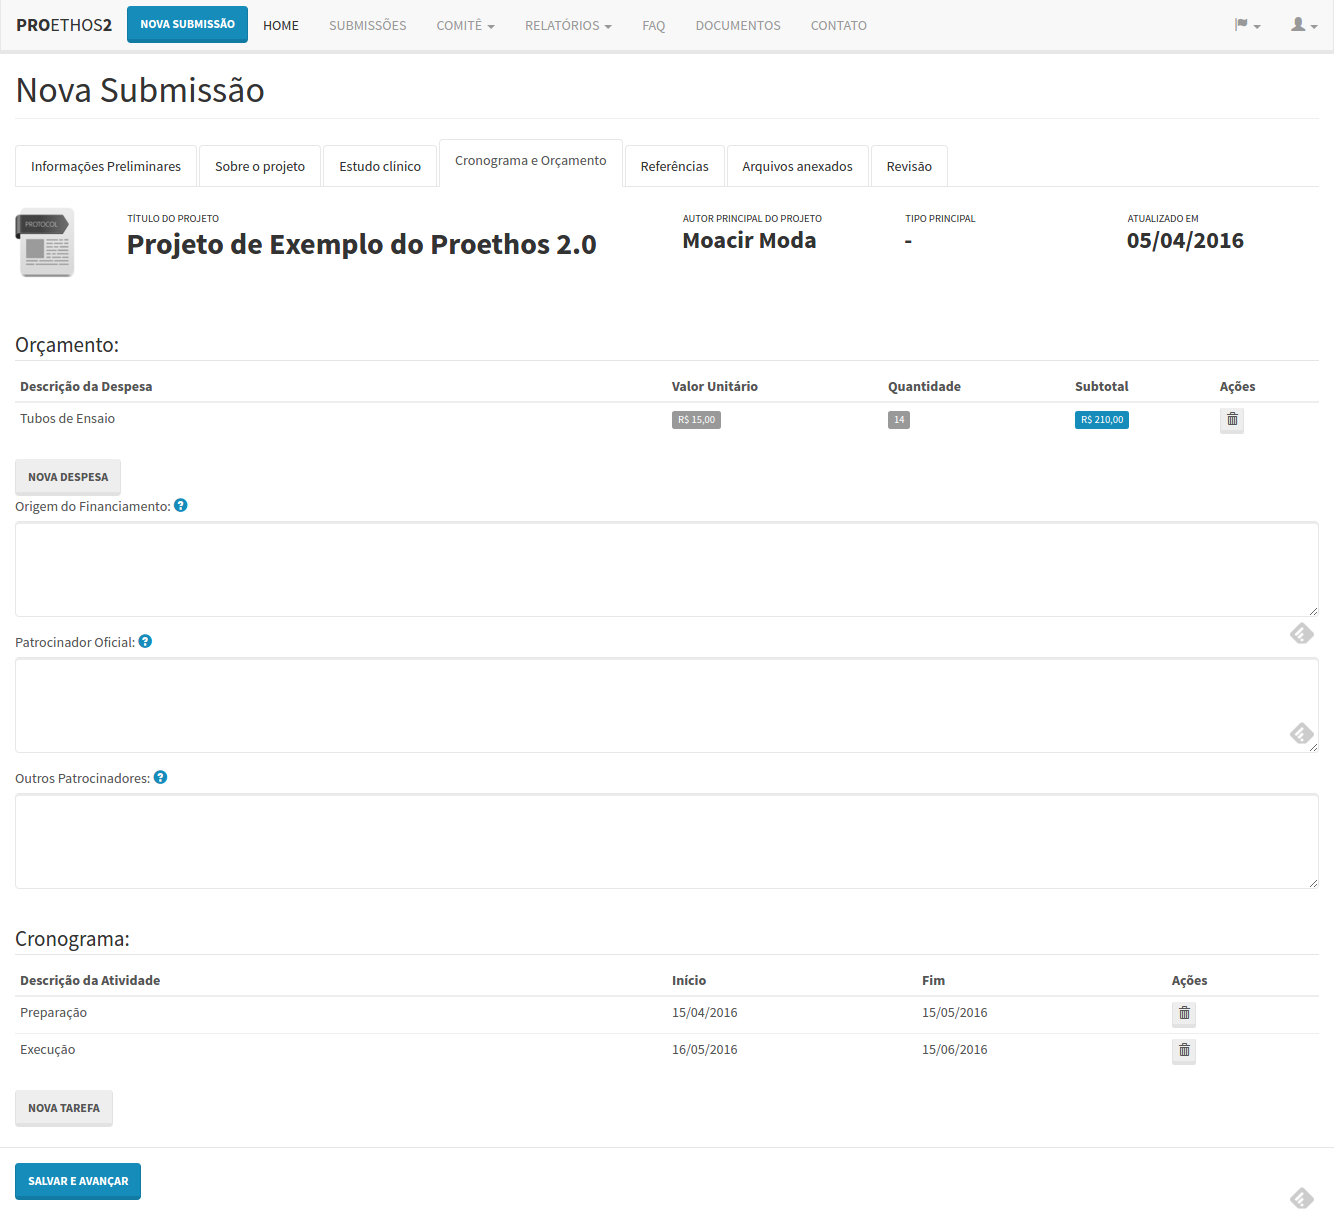 PROETHOS2 NOVA SUBMISSÃO HOME SUBMISSÕES COMITÊ RELATÓRIOS FAQ DOCUMENTOS CONTATO
Nova Submissão
Informações Preliminares Sobre o projeto Estudo clínico Cronograma e Orçamento Referências Arquivos anexados Revisão
PROTOCOL
TÍTULO DO PROJETO AUTOR PRINCIPAL DO PROJETO TIPO PRINCIPAL ATUALIZADO EM
Projeto de Exemplo do Proethos 2.0 Moacir Moda - 05/04/2016
Orçamento:
Descrição da Despesa Valor Unitário Quantidade Subtotal Ações
Tubos de Ensaio R$ 15,00 14 R$ 210,00
NOVA DESPESA
Origem do Financiamento: ?
Patrocinador Oficial: ?
Outros Patrocinadores: ?
Cronograma:
Descrição da Atividade Início Fim Ações
Preparação 15/04/2016 15/05/2016
Execução 16/05/2016 15/06/2016
NOVA TAREFA
SALVAR E AVANÇAR